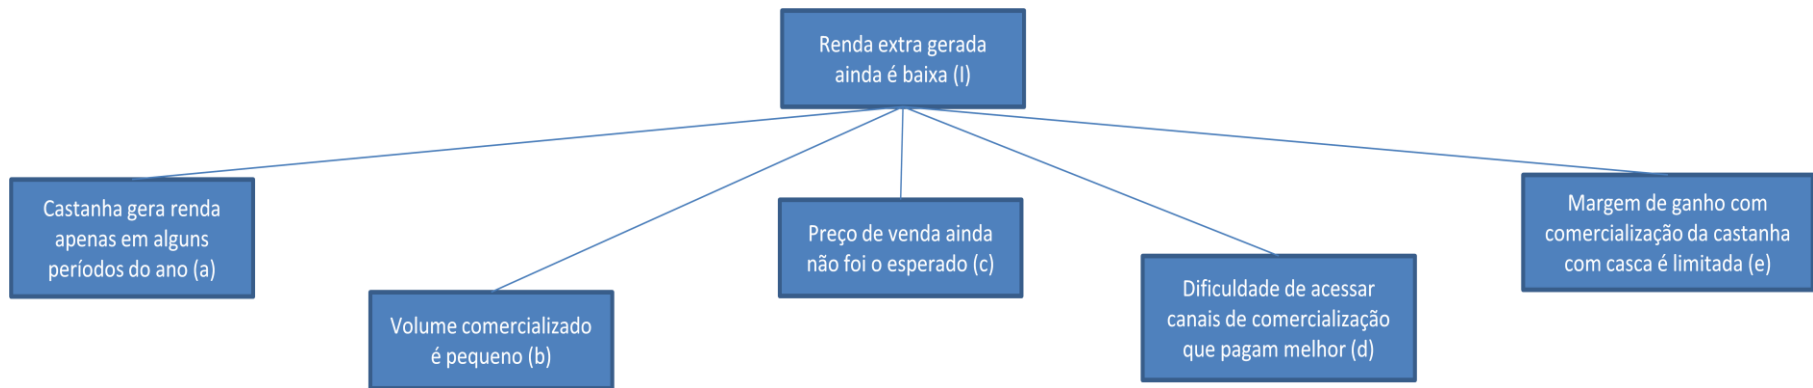 Renda extra gerada
ainda é baixa (I)
Castanha gera renda
apenas em alguns
períodos do ano (a)
Volume comercializado
é pequeno (b)
Preço de venda ainda
não foi o esperado (c)
Dificuldade de acessar
canais de comercialização
que pagam melhor (d)
Margem de ganho com
comercialização da castanha
com casca é limitada (e)